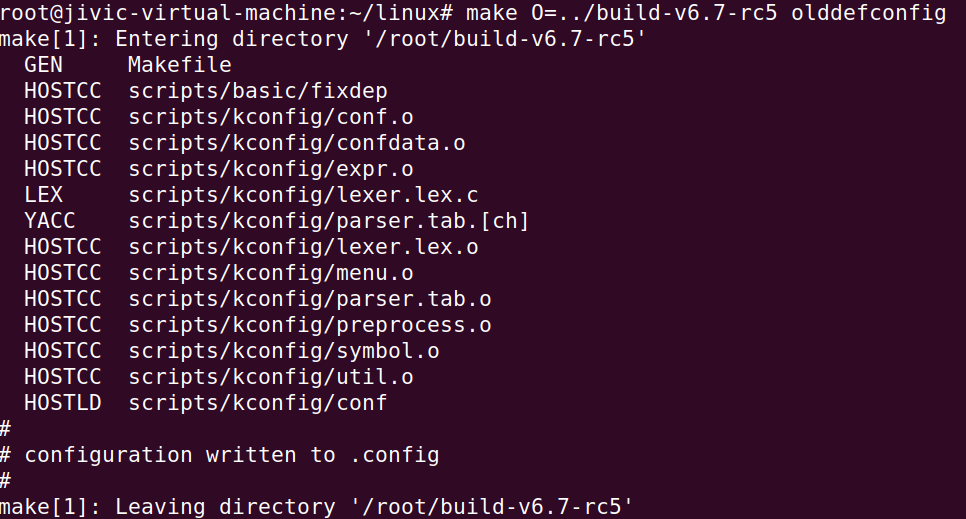 root@jivic-virtual-machine:~/linux# make O=../build-v6.7-rc5 olddefconfig
make[1]: Entering directory '/root/build-v6.7-rc5'
  GEN     Makefile
  HOSTCC  scripts/basic/fixdep
  HOSTCC  scripts/kconfig/conf.o
  HOSTCC  scripts/kconfig/confdata.o
  HOSTCC  scripts/kconfig/expr.o
  LEX     scripts/kconfig/lexer.lex.c
  YACC    scripts/kconfig/parser.tab.[ch]
  HOSTCC  scripts/kconfig/lexer.lex.o
  HOSTCC  scripts/kconfig/menu.o
  HOSTCC  scripts/kconfig/parser.tab.o
  HOSTCC  scripts/kconfig/preprocess.o
  HOSTCC  scripts/kconfig/symbol.o
  HOSTCC  scripts/kconfig/util.o
  HOSTLD  scripts/kconfig/conf
#
# configuration written to .config
#
make[1]: Leaving directory '/root/build-v6.7-rc5'